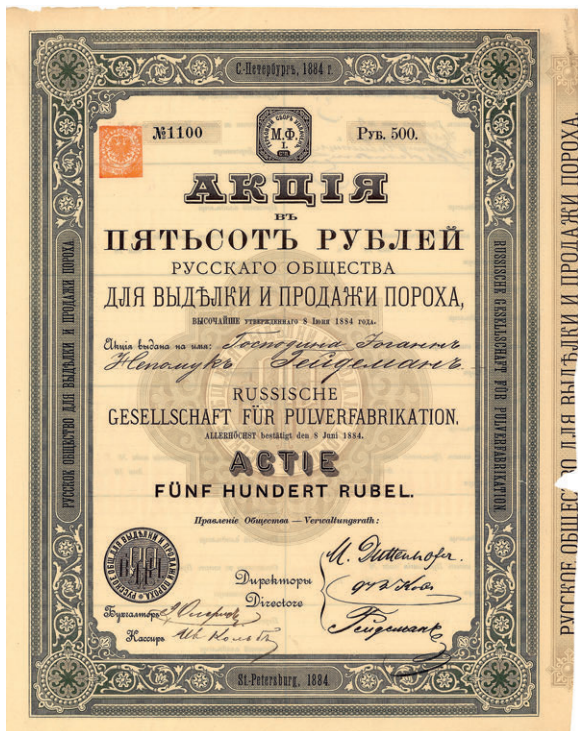 С-Петербургъ, 1884 г.
№1100
М.Ф.
I.
Руб. 500.
АКЦІЯ
ВЪ
ПЯТЬСОТЪ РУБЛЕЙ
РУССКАГО ОБЩЕСТВА
ДЛЯ ВЫДѢЛКИ И ПРОДАЖИ ПОРОХА,
ВЫСОЧАЙШЕ УТВЕРЖДЕННАГО 8 ІЮНЯ 1884 ГОДА.
Акція выдана на имя: Господина Іоганнъ
Непомукъ Гейдеманъ
RUSSISCHE
GESELLSCHAFT FÜR PULVERFABRIKATION.
ALLERHÖCHST bestätigt den 8 Juni 1884.
ACTIE
FÜNF HUNDERT RUBEL.
Правленіе Общества — Verwaltungsrath:
Директоры
Directore
M. Duttenhofer
Гейдеманъ
Бухгалтеръ
Кассиръ
St-Petersburg, 1884.
РУССКОЕ ОБЩЕСТВО ДЛЯ ВЫДѢЛКИ И ПРОДАЖИ ПОРОХА
RUSSISCHE GESELLSCHAFT FÜR PULVERFABRIKATION
РУССКОЕ ОБЩЕСТВО ДЛЯ ВЫДѢЛКИ И ПРОДАЖИ ПОРОХА.